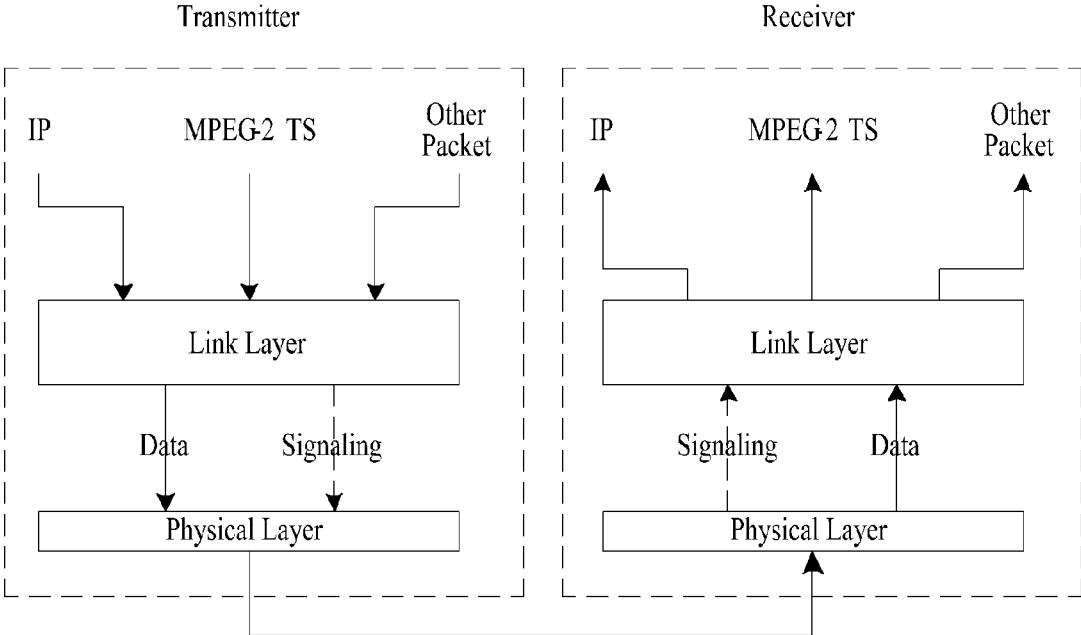 Transmitter
IP
MPEG-2 TS
Other
Packet
Link Layer
Data
Signaling
Physical Layer
Receiver
IP
MPEG-2 TS
Other
Packet
Link Layer
Signaling
Data
Physical Layer